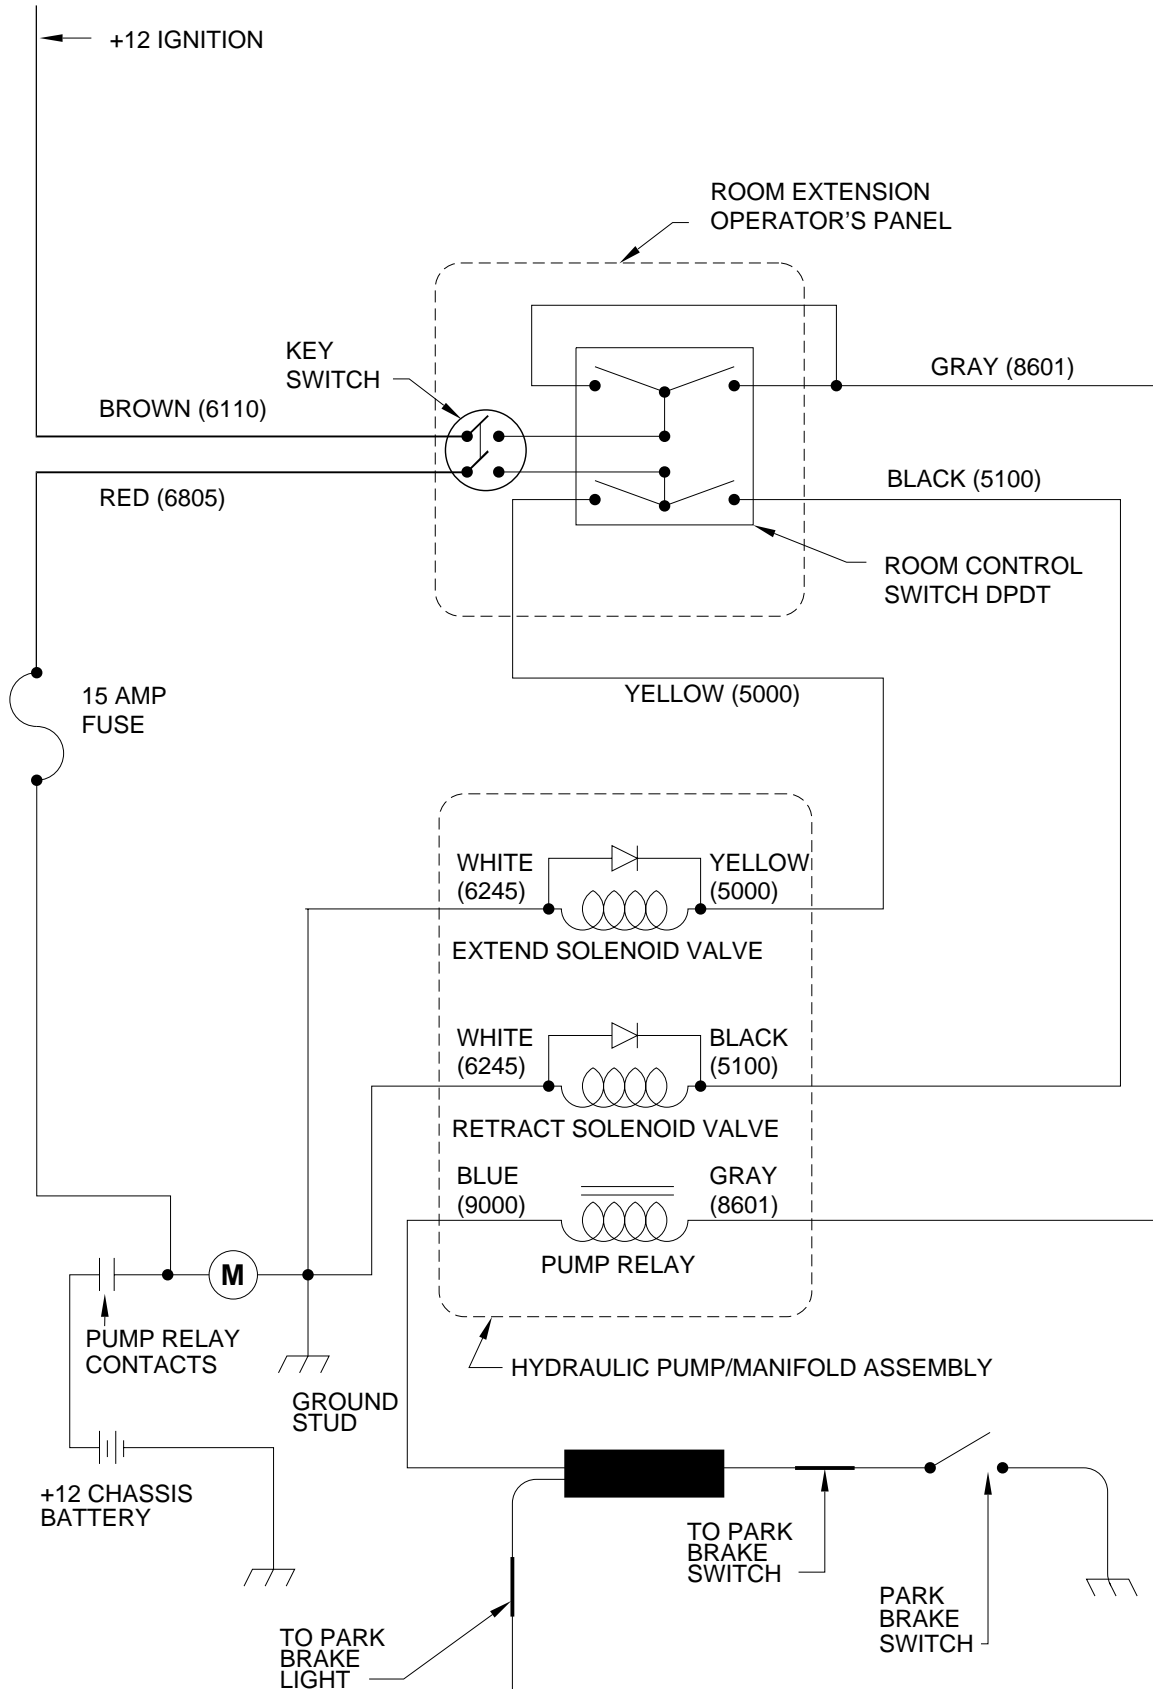 +12 IGNITION
ROOM EXTENSION
OPERATOR'S PANEL
KEY
SWITCH
GRAY (8601)
BROWN (6110)
BLACK (5100)
RED (6805)
ROOM CONTROL
SWITCH DPDT
15 AMP
FUSE
YELLOW (5000)
WHITE
(6245)
YELLOW
(5000)
EXTEND SOLENOID VALVE
WHITE
(6245)
BLACK
(5100)
RETRACT SOLENOID VALVE
BLUE
(9000)
GRAY
(8601)
PUMP RELAY
M
PUMP RELAY
CONTACTS
HYDRAULIC PUMP/MANIFOLD ASSEMBLY
GROUND
STUD
+12 CHASSIS
BATTERY
TO PARK
BRAKE
SWITCH
PARK
BRAKE
SWITCH
TO PARK
BRAKE
LIGHT